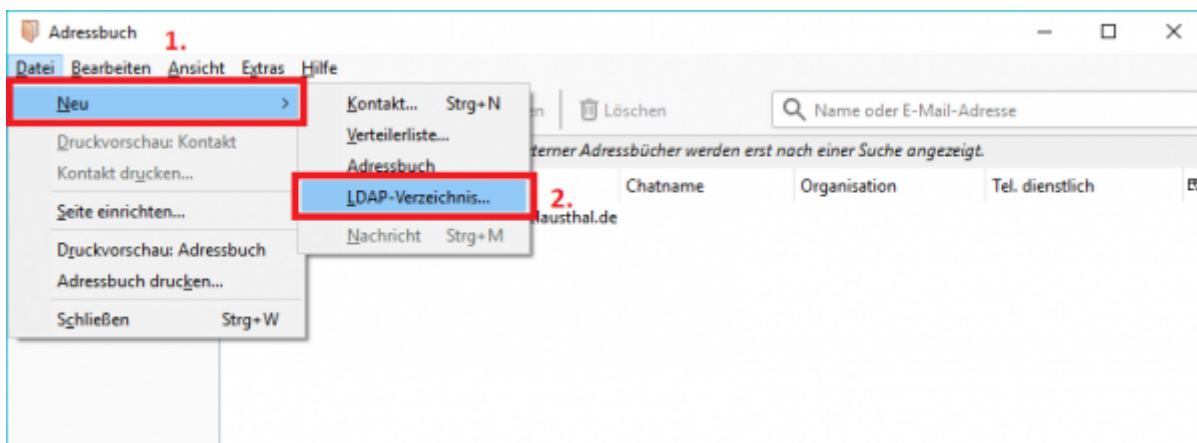 Adressbuch
1.
Datei Bearbeiten Ansicht Extras Hilfe
Neu >
Kontakt... Strg+N
Löschen
Name oder E-Mail-Adresse
Druckvorschau: Kontakt
Verteilerliste...
Adressbücher werden erst nach einer Suche angezeigt.
Kontakt drucken...
Adressbuch
LDAP-Verzeichnis...
2.
Chatname Organisation Tel. dienstlich
Seite einrichten...
Nachricht Strg+M
lausthal.de
Druckvorschau: Adressbuch
Adressbuch drucken...
Schließen Strg+W